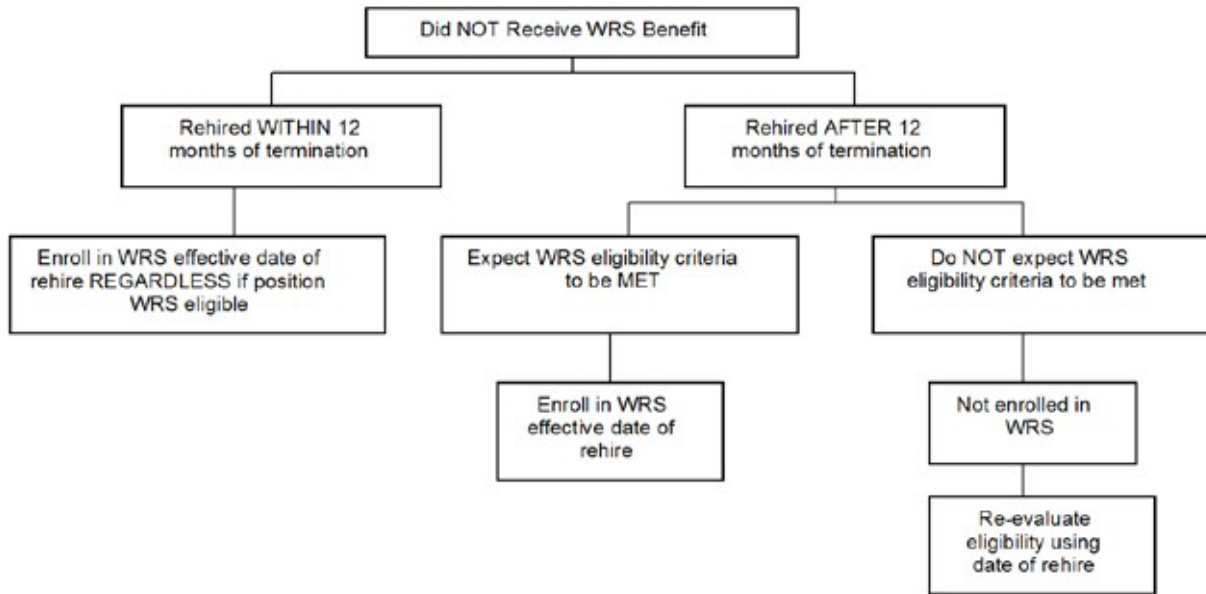 Did NOT Receive WRS Benefit
Rehired WITHIN 12
months of termination
Rehired AFTER 12
months of termination
Enroll in WRS effective date of
rehire REGARDLESS if position
WRS eligible
Expect WRS eligibility criteria
to be MET
Do NOT expect WRS
eligibility criteria to be met
Enroll in WRS
effective date of
rehire
Not enrolled in
WRS
Re-evaluate
eligibility using
date of rehire